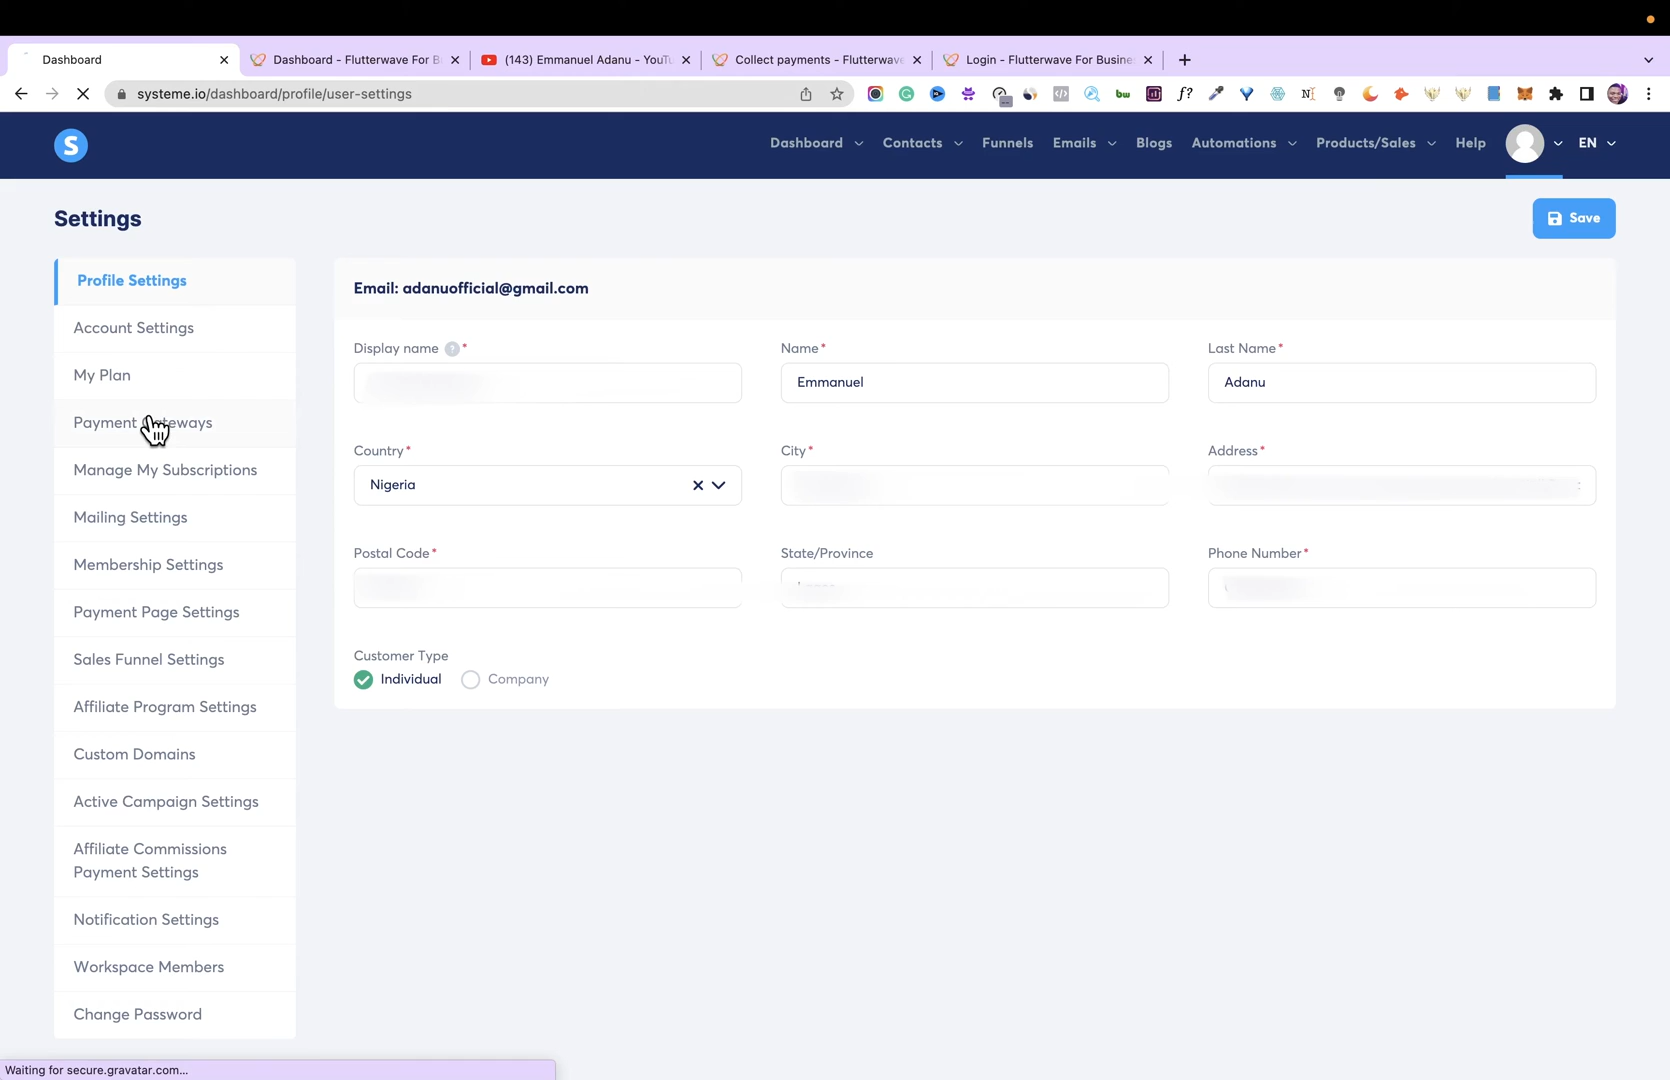 Dashboard
Dashboard - Flutterwave For B
(143) Emmanuel Adanu - YouTu
Collect payments - Flutterwave
Login - Flutterwave For Busine
systeme.io/dashboard/profile/user-settings
S
Dashboard
Contacts
Funnels
Emails
Blogs
Automations
Products/Sales
Help
EN
Settings
Save
Profile Settings
Account Settings
My Plan
Payment Gateways
Manage My Subscriptions
Mailing Settings
Membership Settings
Payment Page Settings
Sales Funnel Settings
Affiliate Program Settings
Custom Domains
Active Campaign Settings
Affiliate Commissions
Payment Settings
Notification Settings
Workspace Members
Change Password
Email: adanuofficial@gmail.com
Display name ? *
Name *
Last Name *
Emmanuel
Adanu
Country *
City *
Address *
Nigeria
Postal Code *
State/Province
Phone Number *
Customer Type
Individual
Company
Waiting for secure.gravatar.com...